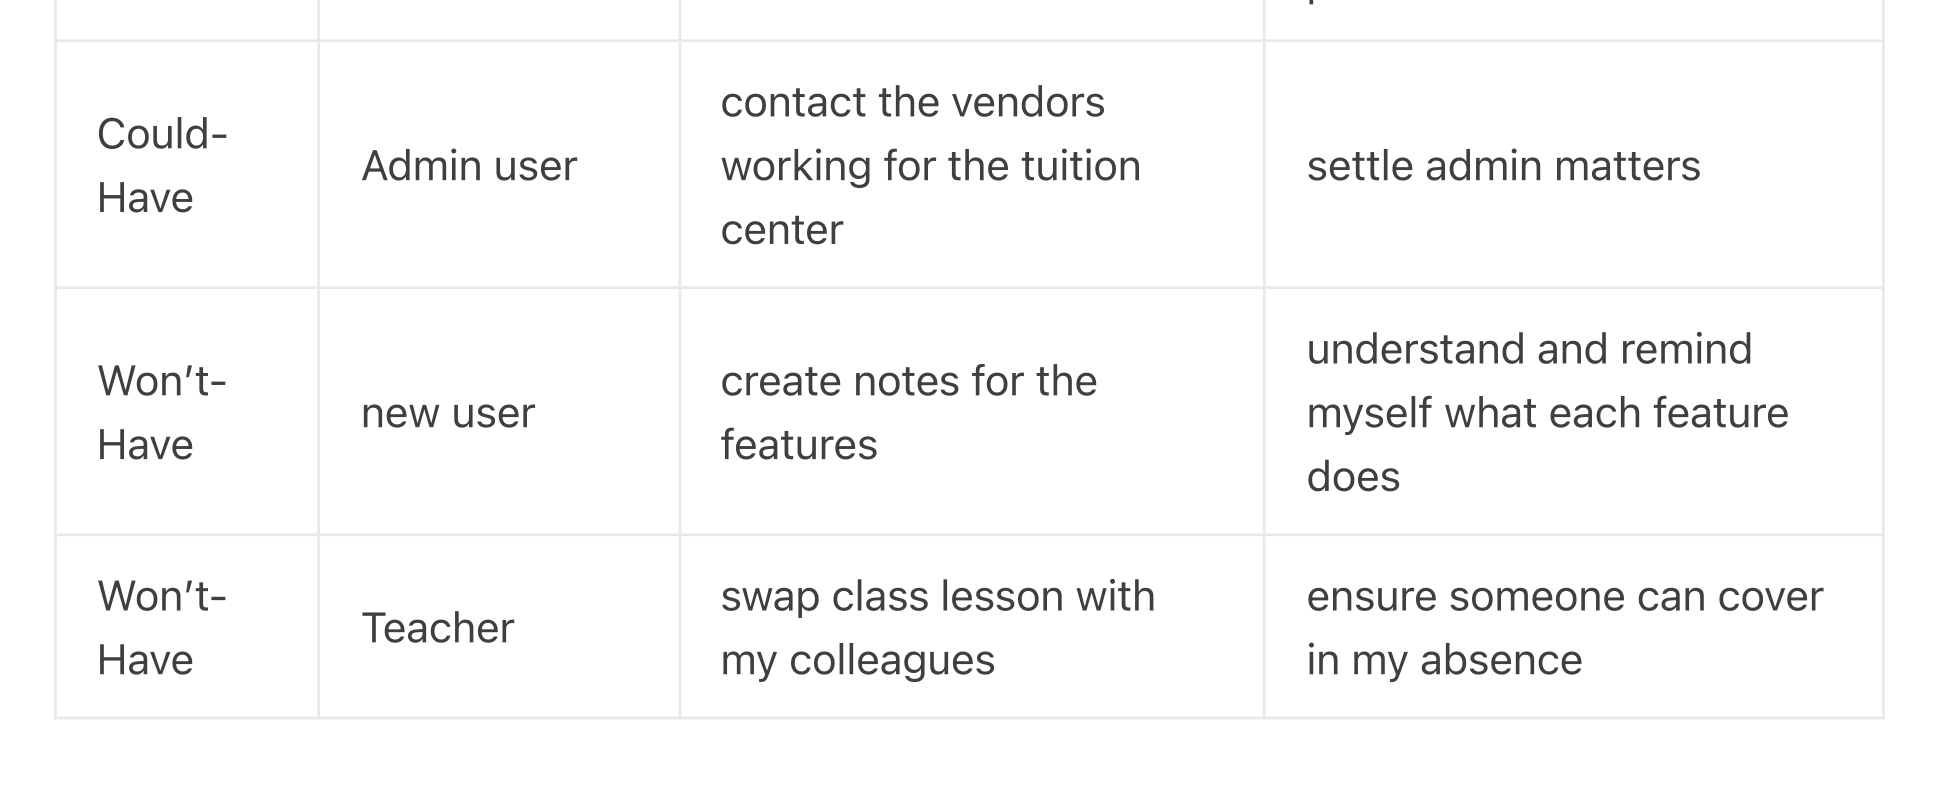 Could-
Have
Admin user
contact the vendors
working for the tuition
center
settle admin matters
Won’t-
Have
new user
create notes for the
features
understand and remind
myself what each feature
does
Won’t-
Have
Teacher
swap class lesson with
my colleagues
ensure someone can cover
in my absence